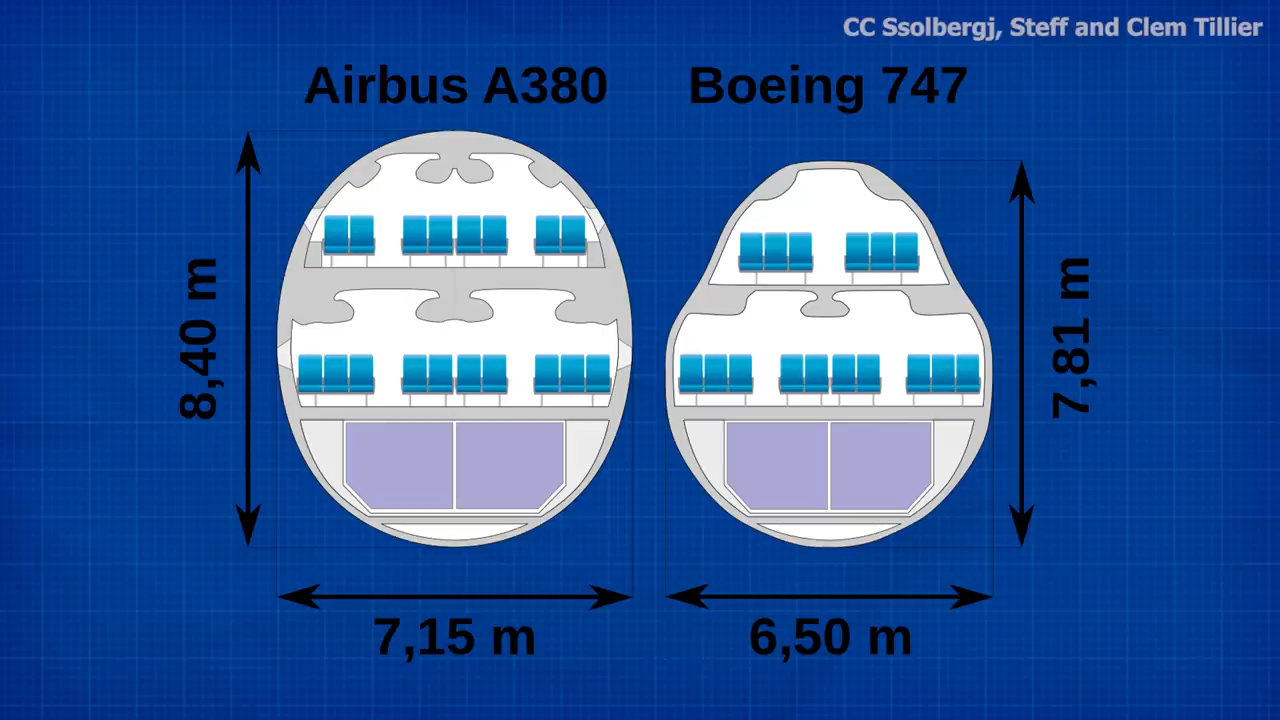 CC Ssolbergj, Steff and Clem Tillier
Airbus A380
Boeing 747
8,40 m
7,81 m
7,15 m
6,50 m